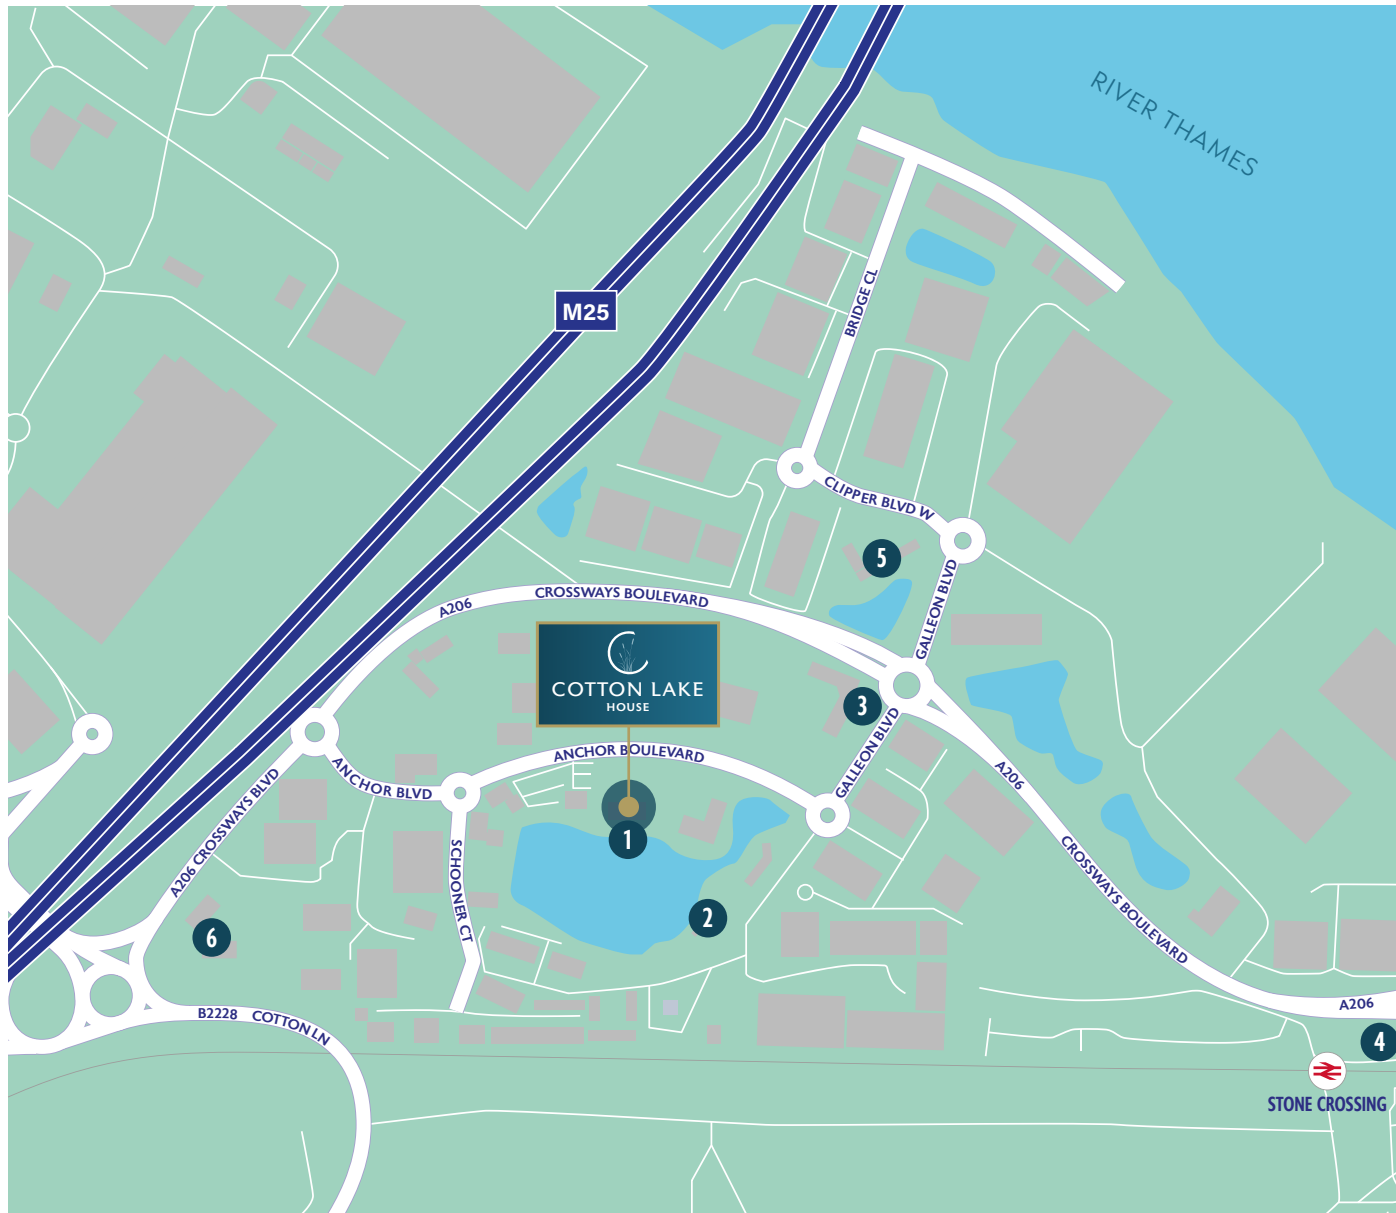 RIVER THAMES
M25
BRIDGE CL
CLIPPER BLVD W
5
GALLEON BLVD
A206
CROSSWAYS BOULEVARD
COTTON LAKE
HOUSE
3
GALLEON BLVD
ANCHOR BOULEVARD
ANCHOR BLVD
A206 CROSSWAYS BLVD
A206
CROSSWAYS BOULEVARD
1
SCHOONER CT
2
6
B2228 COTTON LN
A206
4
STONE CROSSING